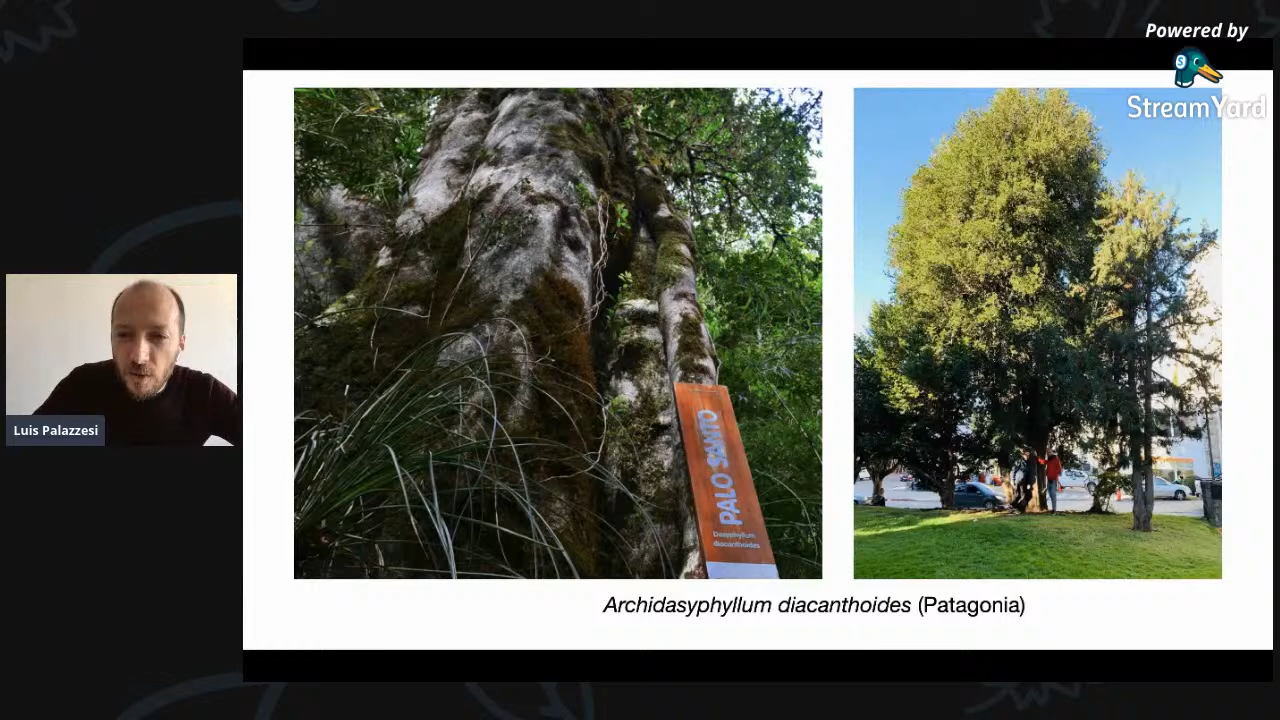 Powered by
StreamYard
PALO SANTO
Dasyphyllum
diacanthoides
Luis Palazzesi
Archidasyphyllum diacanthoides (Patagonia)